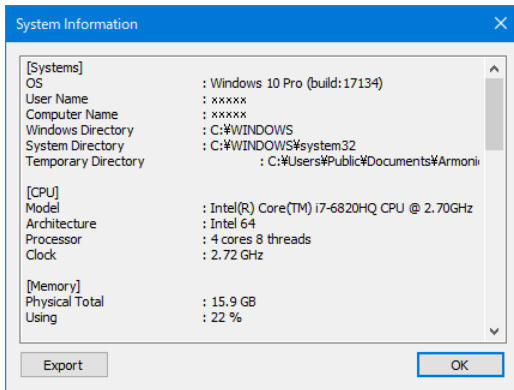 System Information
[Systems]
OS : Windows 10 Pro (build:17134)
User Name : xxxxx
Computer Name : xxxxx
Windows Directory : C:¥WINDOWS
System Directory : C:¥WINDOWS¥system32
Temporary Directory : C:¥Users¥Public¥Documents¥Armoni
[CPU]
Model : Intel(R) Core(TM) i7-6820HQ CPU @ 2.70GHz
Architecture : Intel 64
Processor : 4 cores 8 threads
Clock : 2.72 GHz
[Memory]
Physical Total : 15.9 GB
Using : 22 %
Export OK